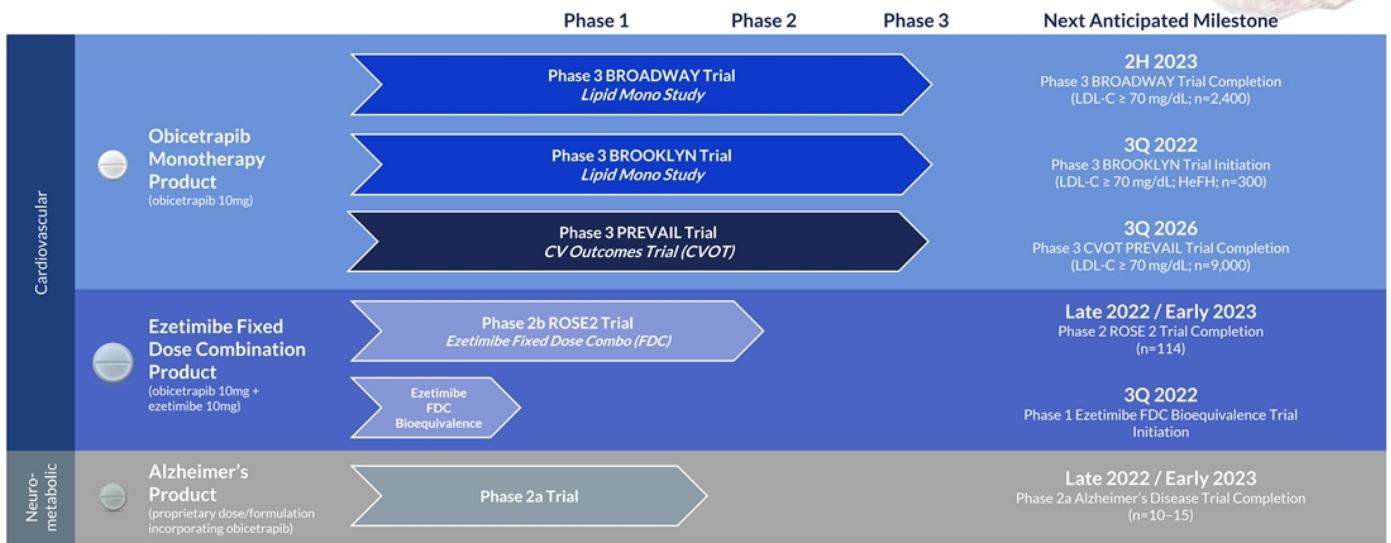 Phase 1
Phase 2
Phase 3
Next Anticipated Milestone
Cardiovascular
Obicetrapib
Monotherapy
Product
(obicetrapib 10mg)
Phase 3 BROADWAY Trial
Lipid Mono Study
2H 2023
Phase 3 BROADWAY Trial Completion
(LDL-C ≥ 70 mg/dL; n=2,400)
Phase 3 BROOKLYN Trial
Lipid Mono Study
3Q 2022
Phase 3 BROOKLYN Trial Initiation
(LDL-C ≥ 70 mg/dL; HeFH; n=300)
Phase 3 PREVAIL Trial
CV Outcomes Trial (CVOT)
3Q 2026
Phase 3 CVOT PREVAIL Trial Completion
(LDL-C ≥ 70 mg/dL; n=9,000)
Ezetimibe Fixed
Dose Combination
Product
(obicetrapib 10mg +
ezetimibe 10mg)
Phase 2b ROSE2 Trial
Ezetimibe Fixed Dose Combo (FDC)
Late 2022 / Early 2023
Phase 2 ROSE 2 Trial Completion
(n=114)
Ezetimibe
FDC
Bioequivalence
3Q 2022
Phase 1 Ezetimibe FDC Bioequivalence Trial
Initiation
Neuro-
metabolic
Alzheimer's
Product
(proprietary dose/formulation
incorporating obicetrapib)
Phase 2a Trial
Late 2022 / Early 2023
Phase 2a Alzheimer's Disease Trial Completion
(n=10–15)